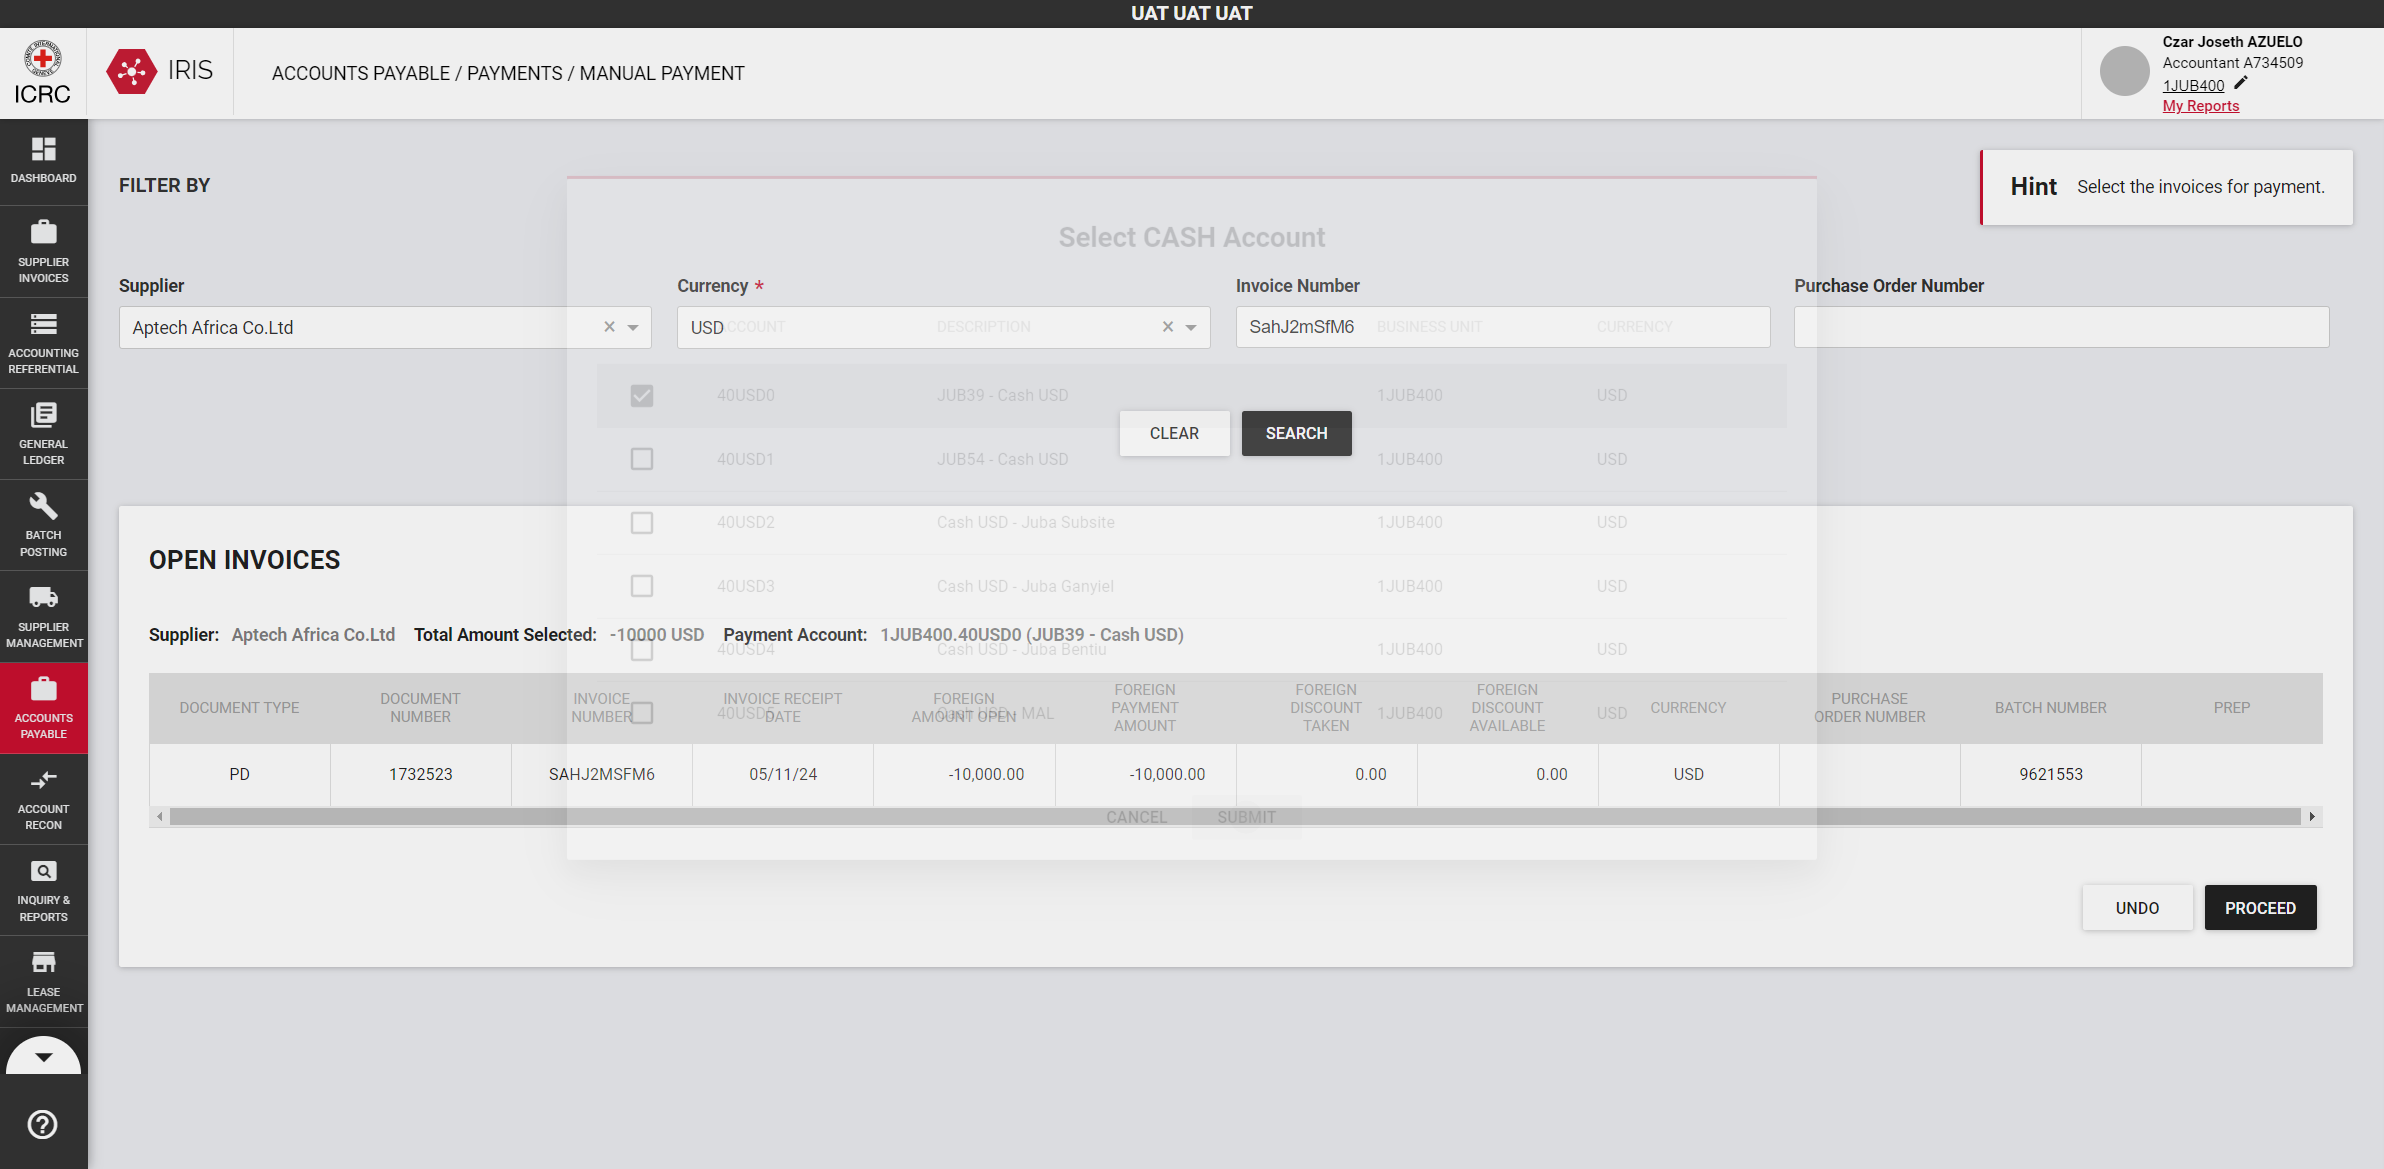 UAT UAT UAT
ICRC
IRIS
ACCOUNTS PAYABLE / PAYMENTS / MANUAL PAYMENT
Czar Joseth AZUELO
Accountant A734509
1JUB400
My Reports
DASHBOARD
SUPPLIER
INVOICES
ACCOUNTING
REFERENTIAL
GENERAL
LEDGER
BATCH
POSTING
SUPPLIER
MANAGEMENT
ACCOUNTS
PAYABLE
ACCOUNT
RECON
INQUIRY &
REPORTS
LEASE
MANAGEMENT
FILTER BY
Hint Select the invoices for payment.
Supplier
Aptech Africa Co.Ltd
Currency *
USD
Invoice Number
SahJ2mSfM6
Purchase Order Number
CLEAR
SEARCH
Select CASH Account
ACCOUNT DESCRIPTION BUSINESS UNIT CURRENCY
40USD0 JUB39 - Cash USD 1JUB400 USD
40USD1 JUB54 - Cash USD 1JUB400 USD
40USD2 Cash USD - Juba Subsite 1JUB400 USD
40USD3 Cash USD - Juba Ganyiel 1JUB400 USD
40USD4 Cash USD - Juba Bentiu 1JUB400 USD
40USD5 Cash USD - MAL 1JUB400 USD
CANCEL SUBMIT
OPEN INVOICES
Supplier: Aptech Africa Co.Ltd Total Amount Selected: -10000 USD Payment Account: 1JUB400.40USD0 (JUB39 - Cash USD)
DOCUMENT TYPE
DOCUMENT
NUMBER
INVOICE
NUMBER
INVOICE RECEIPT
DATE
FOREIGN
AMOUNT OPEN
FOREIGN
PAYMENT
AMOUNT
FOREIGN
DISCOUNT
TAKEN
FOREIGN
DISCOUNT
AVAILABLE
CURRENCY
PURCHASE
ORDER NUMBER
BATCH NUMBER
PREP
PD 1732523 SAHJ2MSFM6 05/11/24 -10,000.00 -10,000.00 0.00 0.00 USD 9621553
UNDO
PROCEED